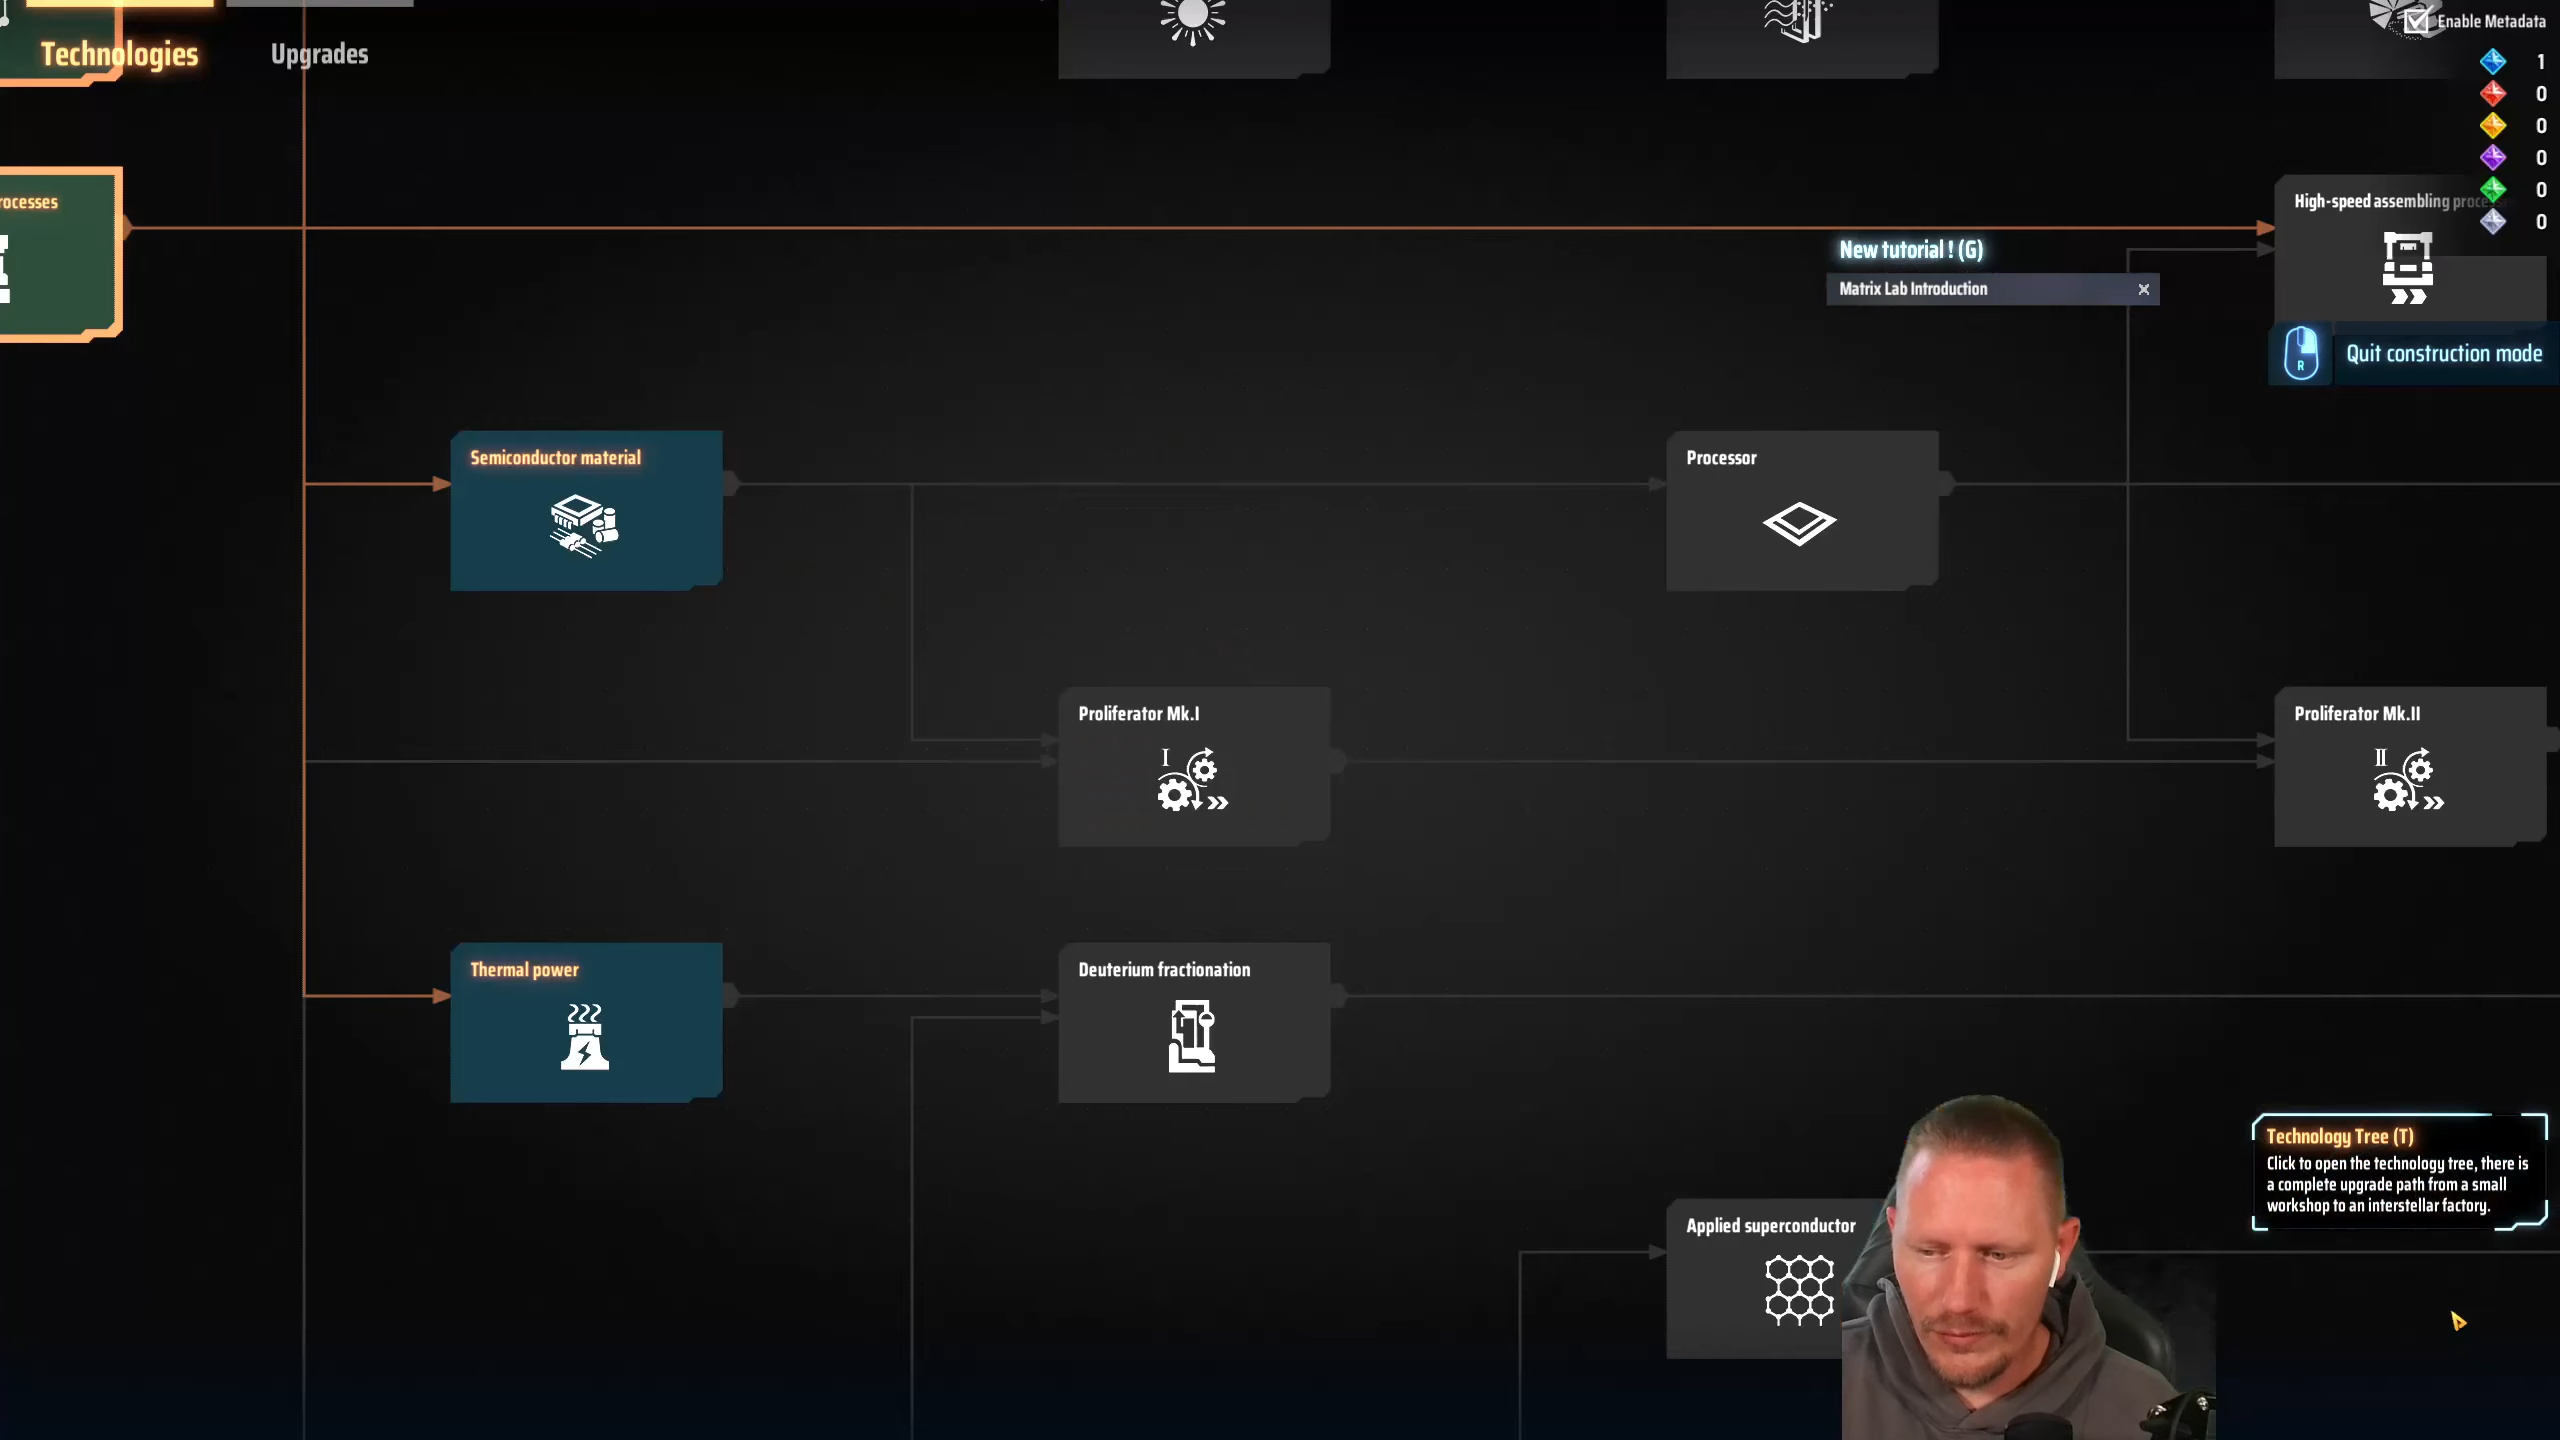 Technologies
Upgrades
Enable Metadata
1
0
0
0
0
0
rocesses
High-speed assembling proce
New tutorial ! (G)
Matrix Lab Introduction
R
Quit construction mode
Semiconductor material
Processor
Proliferator Mk.I
I
Proliferator Mk.II
II
Thermal power
Deuterium fractionation
Technology Tree (T)
Click to open the technology tree, there is
a complete upgrade path from a small
workshop to an interstellar factory.
Applied superconductor